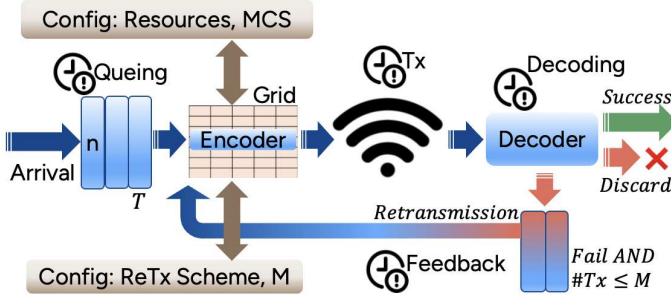 Config: Resources, MCS
Queing
Tx
Decoding
Grid
Success
n
Encoder
Decoder
Arrival
Discard
T
Retransmission
Config: ReTx Scheme, M
Feedback
Fail AND
#Tx ≤ M